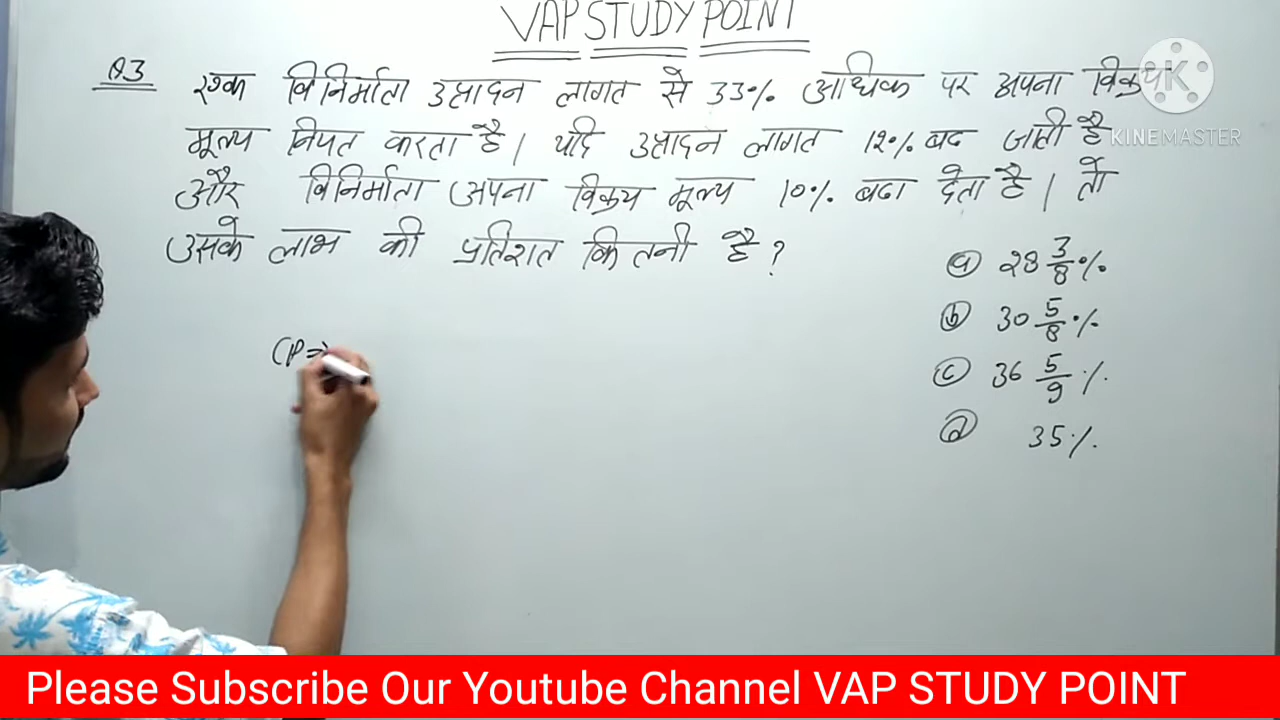 VAP STUDY POINT
Q3 एक विनिर्माता उत्पादन लागत से 33% अधिक पर अपना विक्रय
मूल्य नियत करता है। यदि उत्पादन लागत 12% बढ जाती है
और विनिर्माता अपना विक्रय मूल्य 10% बढा देता है। तो
उसके लाभ की प्रतिशत कितनी है?
(a) 28 3/8 %
(b) 30 5/8 %
(c) 36 5/9 %
(d) 35 %
CP ⇒
KINEMASTER
Please Subscribe Our Youtube Channel VAP STUDY POINT